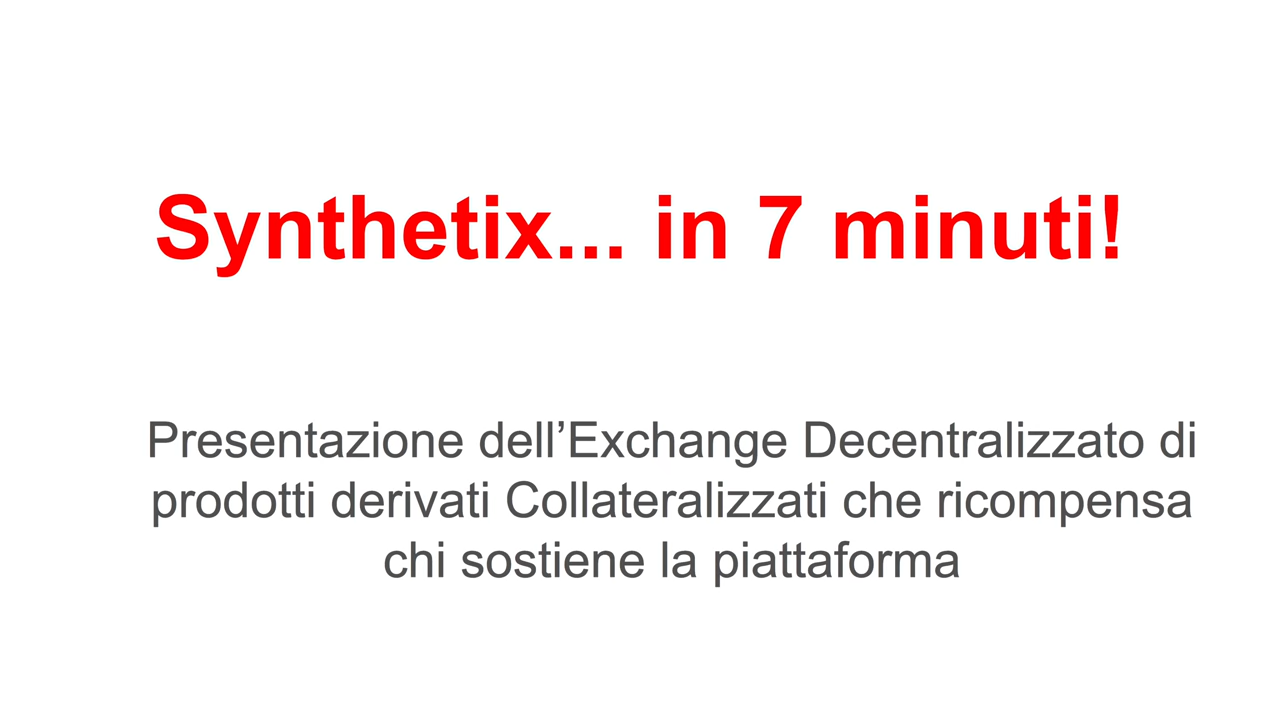 Synthetix... in 7 minuti!
Presentazione dell’Exchange Decentralizzato di
prodotti derivati Collateralizzati che ricompensa
chi sostiene la piattaforma